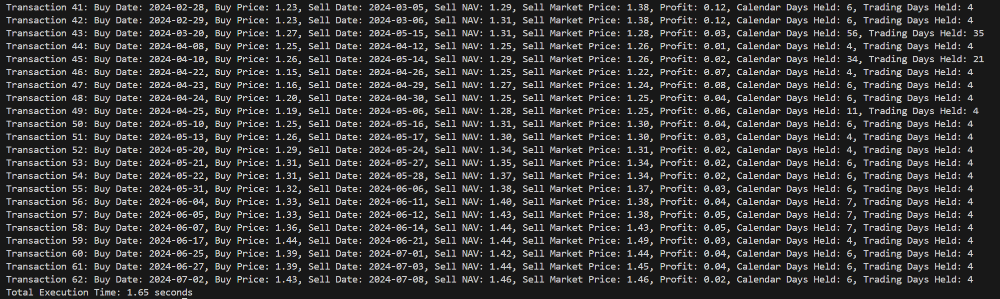 Transaction 41: Buy Date: 2024-02-28, Buy Price: 1.23, Sell Date: 2024-03-05, Sell NAV: 1.29, Sell Market Price: 1.38, Profit: 0.12, Calendar Days Held: 6, Trading Days Held: 4
Transaction 42: Buy Date: 2024-02-29, Buy Price: 1.23, Sell Date: 2024-03-06, Sell NAV: 1.31, Sell Market Price: 1.38, Profit: 0.12, Calendar Days Held: 6, Trading Days Held: 4
Transaction 43: Buy Date: 2024-03-20, Buy Price: 1.27, Sell Date: 2024-05-15, Sell NAV: 1.31, Sell Market Price: 1.28, Profit: 0.03, Calendar Days Held: 56, Trading Days Held: 35
Transaction 44: Buy Date: 2024-04-08, Buy Price: 1.25, Sell Date: 2024-04-12, Sell NAV: 1.25, Sell Market Price: 1.26, Profit: 0.01, Calendar Days Held: 4, Trading Days Held: 4
Transaction 45: Buy Date: 2024-04-10, Buy Price: 1.26, Sell Date: 2024-05-14, Sell NAV: 1.29, Sell Market Price: 1.26, Profit: 0.02, Calendar Days Held: 34, Trading Days Held: 21
Transaction 46: Buy Date: 2024-04-22, Buy Price: 1.15, Sell Date: 2024-04-26, Sell NAV: 1.25, Sell Market Price: 1.22, Profit: 0.07, Calendar Days Held: 4, Trading Days Held: 4
Transaction 47: Buy Date: 2024-04-23, Buy Price: 1.16, Sell Date: 2024-04-29, Sell NAV: 1.27, Sell Market Price: 1.24, Profit: 0.08, Calendar Days Held: 6, Trading Days Held: 4
Transaction 48: Buy Date: 2024-04-24, Buy Price: 1.20, Sell Date: 2024-04-30, Sell NAV: 1.25, Sell Market Price: 1.25, Profit: 0.04, Calendar Days Held: 6, Trading Days Held: 4
Transaction 49: Buy Date: 2024-04-25, Buy Price: 1.19, Sell Date: 2024-05-06, Sell NAV: 1.28, Sell Market Price: 1.25, Profit: 0.06, Calendar Days Held: 11, Trading Days Held: 4
Transaction 50: Buy Date: 2024-05-10, Buy Price: 1.25, Sell Date: 2024-05-16, Sell NAV: 1.31, Sell Market Price: 1.30, Profit: 0.04, Calendar Days Held: 6, Trading Days Held: 4
Transaction 51: Buy Date: 2024-05-13, Buy Price: 1.26, Sell Date: 2024-05-17, Sell NAV: 1.30, Sell Market Price: 1.30, Profit: 0.03, Calendar Days Held: 4, Trading Days Held: 4
Transaction 52: Buy Date: 2024-05-20, Buy Price: 1.29, Sell Date: 2024-05-24, Sell NAV: 1.34, Sell Market Price: 1.31, Profit: 0.02, Calendar Days Held: 4, Trading Days Held: 4
Transaction 53: Buy Date: 2024-05-21, Buy Price: 1.31, Sell Date: 2024-05-27, Sell NAV: 1.35, Sell Market Price: 1.34, Profit: 0.02, Calendar Days Held: 6, Trading Days Held: 4
Transaction 54: Buy Date: 2024-05-22, Buy Price: 1.31, Sell Date: 2024-05-28, Sell NAV: 1.37, Sell Market Price: 1.34, Profit: 0.02, Calendar Days Held: 6, Trading Days Held: 4
Transaction 55: Buy Date: 2024-05-31, Buy Price: 1.32, Sell Date: 2024-06-06, Sell NAV: 1.38, Sell Market Price: 1.37, Profit: 0.03, Calendar Days Held: 6, Trading Days Held: 4
Transaction 56: Buy Date: 2024-06-04, Buy Price: 1.33, Sell Date: 2024-06-11, Sell NAV: 1.40, Sell Market Price: 1.38, Profit: 0.04, Calendar Days Held: 7, Trading Days Held: 4
Transaction 57: Buy Date: 2024-06-05, Buy Price: 1.33, Sell Date: 2024-06-12, Sell NAV: 1.43, Sell Market Price: 1.38, Profit: 0.05, Calendar Days Held: 7, Trading Days Held: 4
Transaction 58: Buy Date: 2024-06-07, Buy Price: 1.36, Sell Date: 2024-06-14, Sell NAV: 1.44, Sell Market Price: 1.43, Profit: 0.05, Calendar Days Held: 7, Trading Days Held: 4
Transaction 59: Buy Date: 2024-06-17, Buy Price: 1.44, Sell Date: 2024-06-21, Sell NAV: 1.44, Sell Market Price: 1.49, Profit: 0.03, Calendar Days Held: 4, Trading Days Held: 4
Transaction 60: Buy Date: 2024-06-25, Buy Price: 1.39, Sell Date: 2024-07-01, Sell NAV: 1.42, Sell Market Price: 1.44, Profit: 0.04, Calendar Days Held: 6, Trading Days Held: 4
Transaction 61: Buy Date: 2024-06-27, Buy Price: 1.39, Sell Date: 2024-07-03, Sell NAV: 1.44, Sell Market Price: 1.45, Profit: 0.04, Calendar Days Held: 6, Trading Days Held: 4
Transaction 62: Buy Date: 2024-07-02, Buy Price: 1.43, Sell Date: 2024-07-08, Sell NAV: 1.46, Sell Market Price: 1.46, Profit: 0.02, Calendar Days Held: 6, Trading Days Held: 4
Total Execution Time: 1.65 seconds